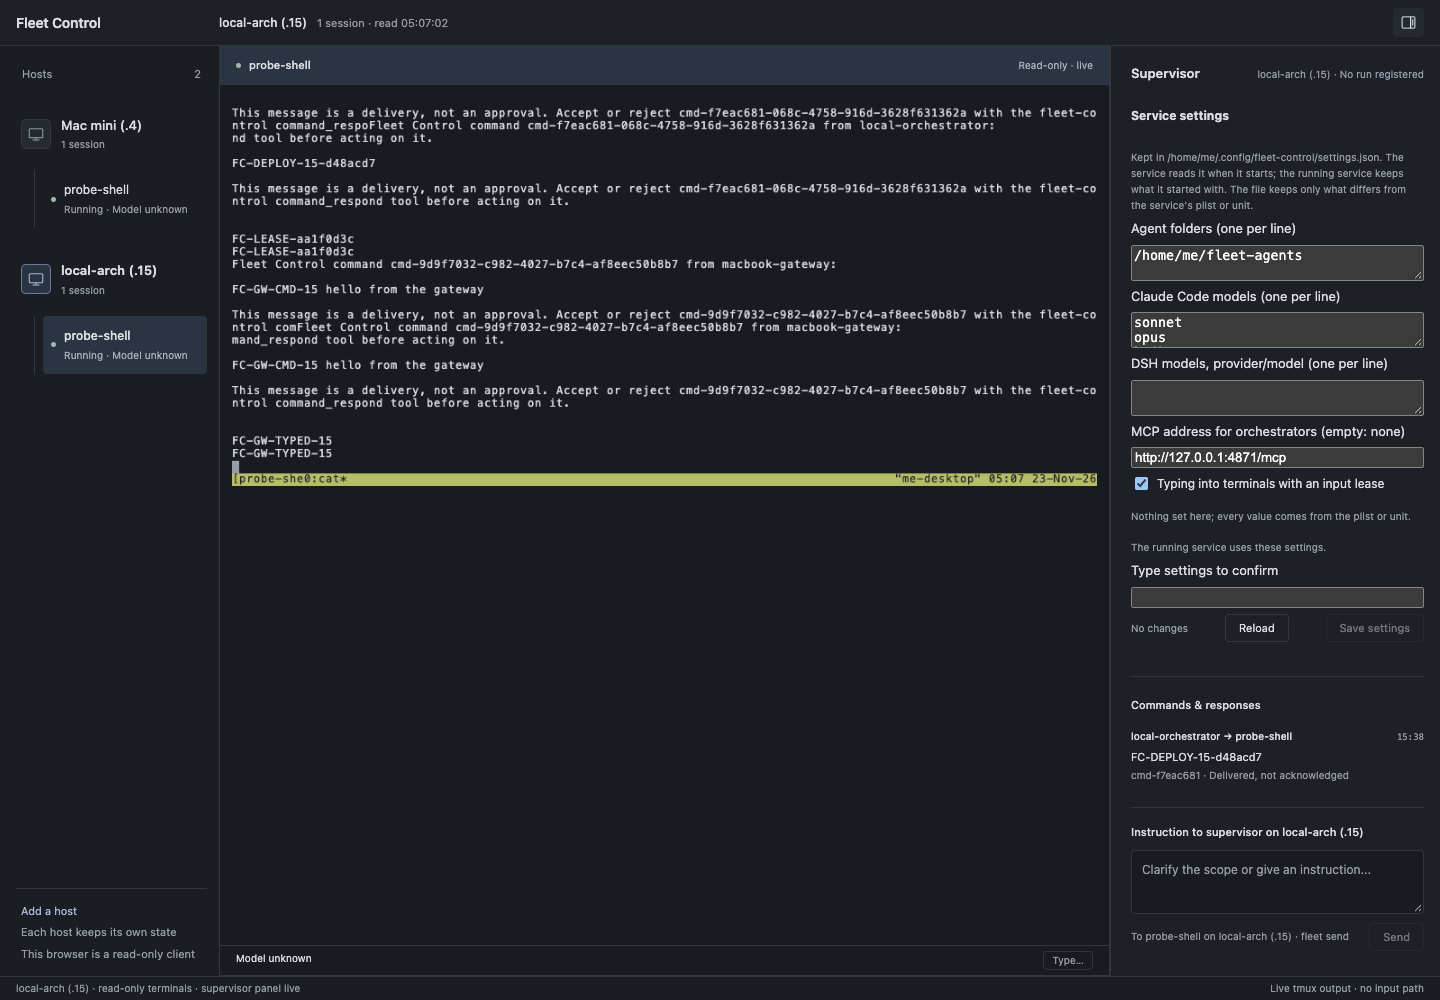 Fleet Control
local-arch (.15) 1 session · read 05:07:02
Hosts 2
Mac mini (.4)
1 session
probe-shell
Running · Model unknown
local-arch (.15)
1 session
probe-shell
Running · Model unknown
Add a host
Each host keeps its own state
This browser is a read-only client
probe-shell Read-only · live
This message is a delivery, not an approval. Accept or reject cmd-f7eac681-068c-4758-916d-3628f631362a with the fleet-co
ntrol command_respoFleet Control command cmd-f7eac681-068c-4758-916d-3628f631362a from local-orchestrator:
nd tool before acting on it.
FC-DEPLOY-15-d48acd7
This message is a delivery, not an approval. Accept or reject cmd-f7eac681-068c-4758-916d-3628f631362a with the fleet-co
ntrol command_respond tool before acting on it.
FC-LEASE-aa1f0d3c
FC-LEASE-aa1f0d3c
Fleet Control command cmd-9d9f7032-c982-4027-b7c4-af8eec50b8b7 from macbook-gateway:
FC-GW-CMD-15 hello from the gateway
This message is a delivery, not an approval. Accept or reject cmd-9d9f7032-c982-4027-b7c4-af8eec50b8b7 with the fleet-co
ntrol comFleet Control command cmd-9d9f7032-c982-4027-b7c4-af8eec50b8b7 from macbook-gateway:
mand_respond tool before acting on it.
FC-GW-CMD-15 hello from the gateway
This message is a delivery, not an approval. Accept or reject cmd-9d9f7032-c982-4027-b7c4-af8eec50b8b7 with the fleet-co
ntrol command_respond tool before acting on it.
FC-GW-TYPED-15
FC-GW-TYPED-15
[probe-she0:cat* "me-desktop" 05:07 23-Nov-26
Model unknown Type...
Supervisor local-arch (.15) · No run registered
Service settings
Kept in /home/me/.config/fleet-control/settings.json. The
service reads it when it starts; the running service keeps
what it started with. The file keeps only what differs from
the service's plist or unit.
Agent folders (one per line)
/home/me/fleet-agents
Claude Code models (one per line)
sonnet
opus
DSH models, provider/model (one per line)
MCP address for orchestrators (empty: none)
http://127.0.0.1:4871/mcp
Typing into terminals with an input lease
Nothing set here; every value comes from the plist or unit.
The running service uses these settings.
Type settings to confirm
No changes Reload Save settings
Commands & responses
local-orchestrator → probe-shell 15:38
FC-DEPLOY-15-d48acd7
cmd-f7eac681 · Delivered, not acknowledged
Instruction to supervisor on local-arch (.15)
Clarify the scope or give an instruction...
To probe-shell on local-arch (.15) · fleet send Send
local-arch (.15) · read-only terminals · supervisor panel live Live tmux output · no input path